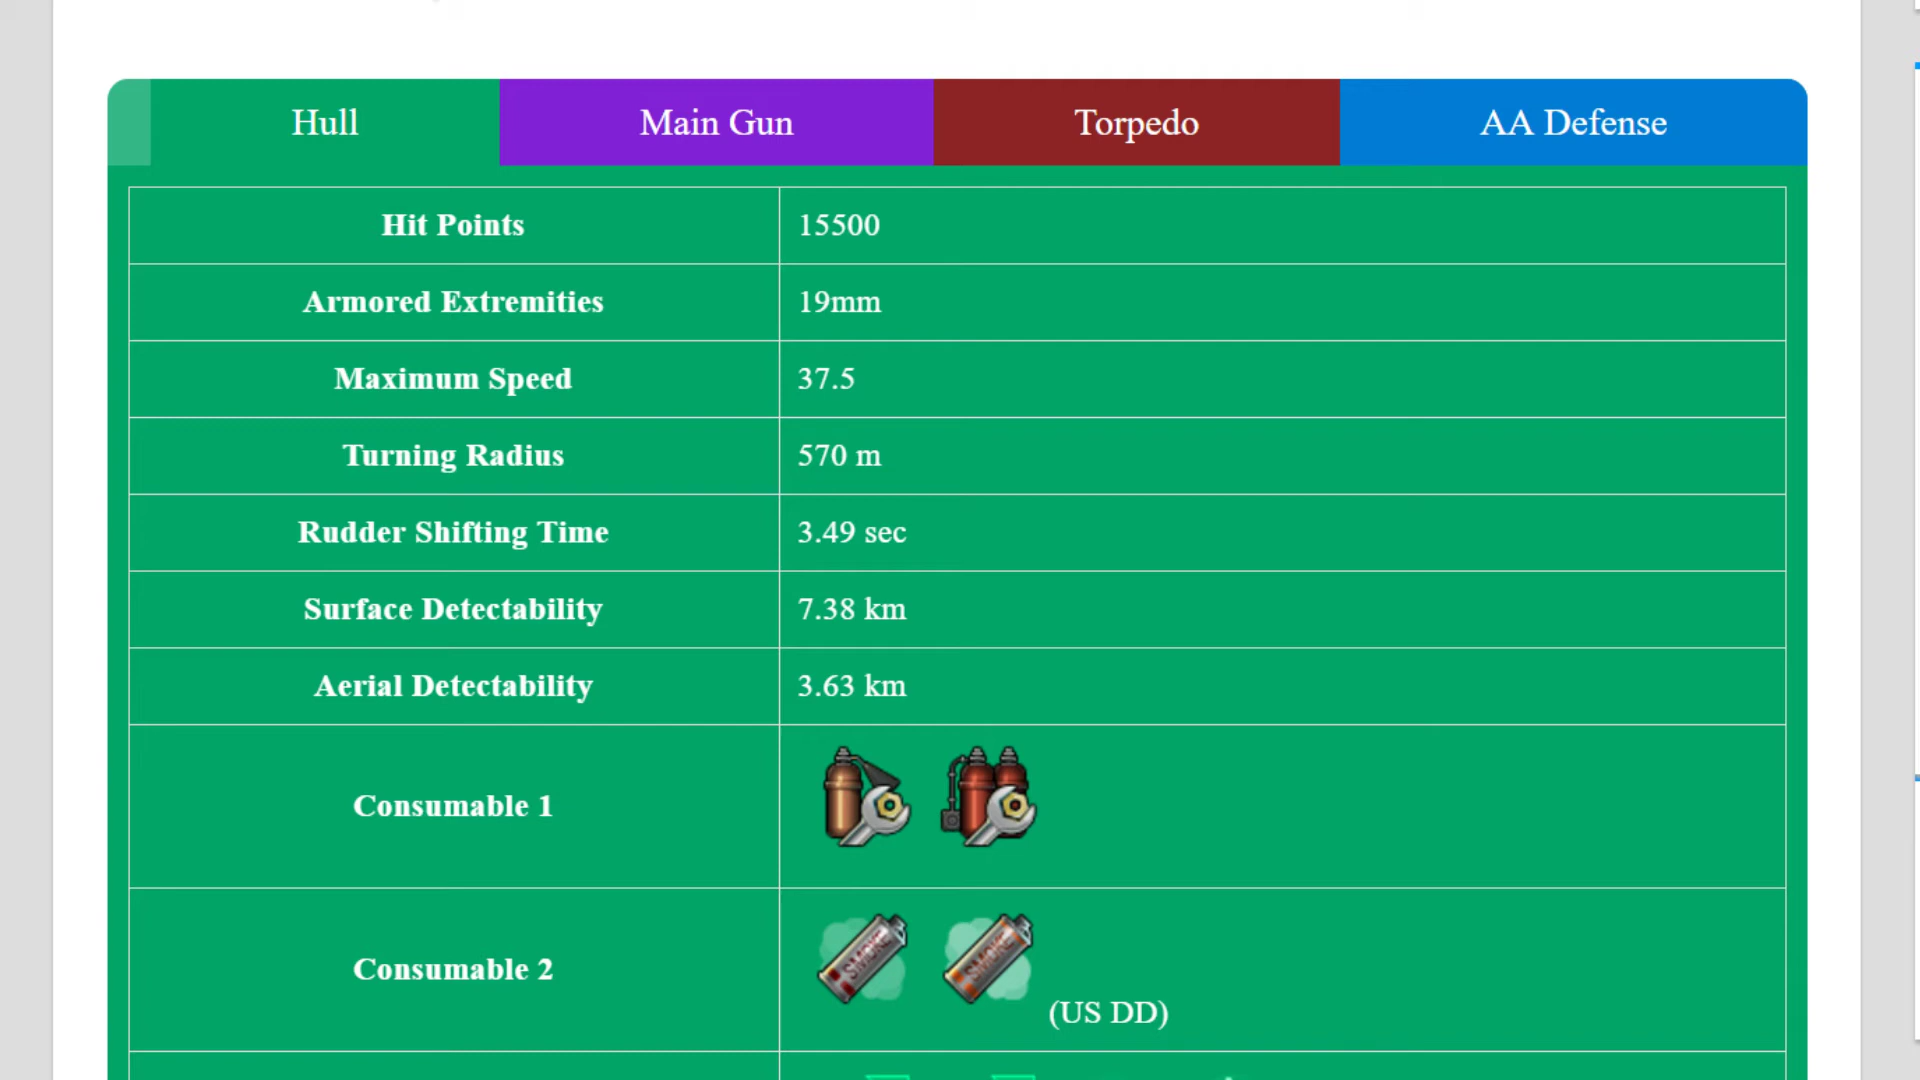 Hull Main Gun Torpedo AA Defense
Hit Points 15500
Armored Extremities 19mm
Maximum Speed 37.5
Turning Radius 570 m
Rudder Shifting Time 3.49 sec
Surface Detectability 7.38 km
Aerial Detectability 3.63 km
Consumable 1
Consumable 2 SMOKE SMOKE (US DD)